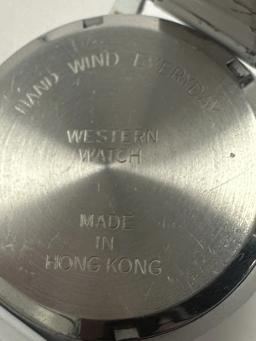 HAND WIND EVERYDAY
WESTERN
WATCH
MADE
IN
HONG KONG